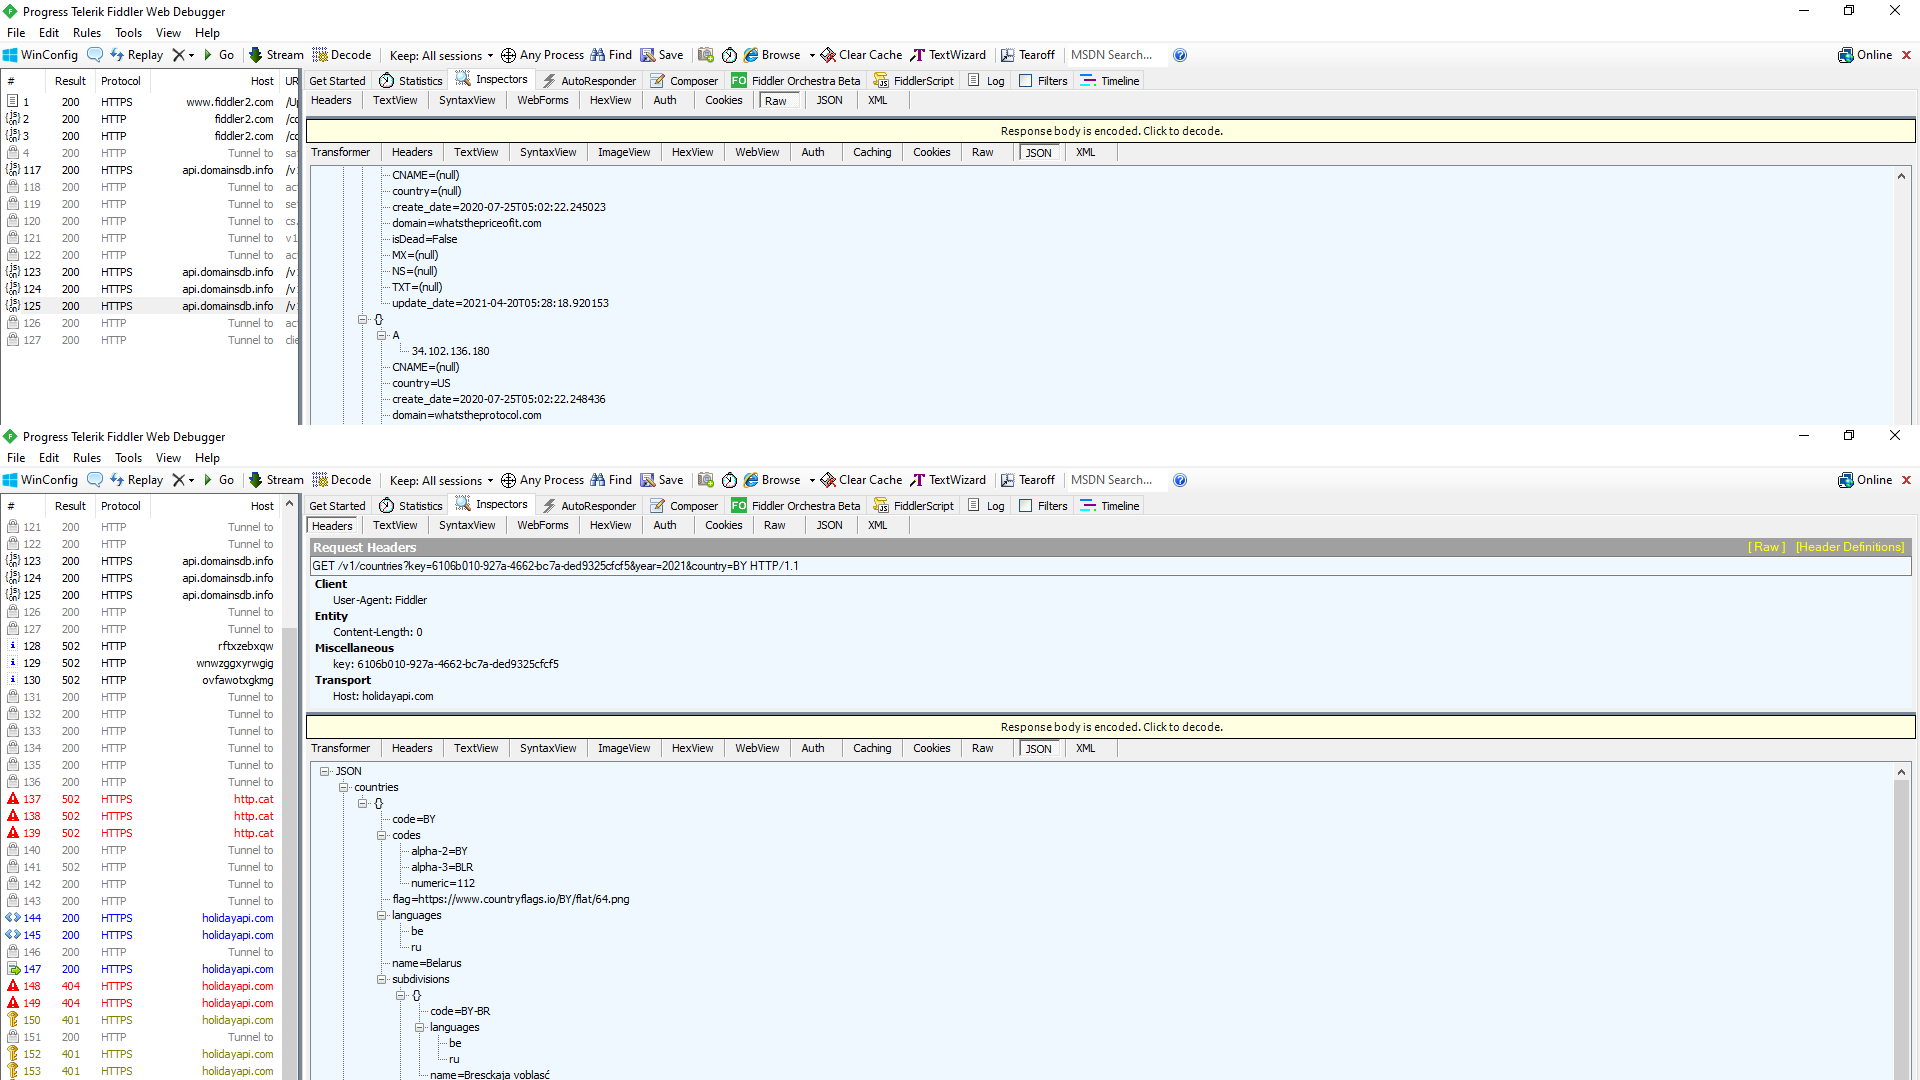 Progress Telerik Fiddler Web Debugger
File Edit Rules Tools View Help
WinConfig Replay Go Stream Decode Keep: All sessions Any Process Find Save Browse Clear Cache TextWizard Tearoff MSDN Search... Online
# Result Protocol Host UR
1 200 HTTPS www.fiddler2.com /U
2 200 HTTP fiddler2.com /co
3 200 HTTP fiddler2.com /co
4 200 HTTP Tunnel to sa
117 200 HTTPS api.domainsdb.info /v
118 200 HTTP Tunnel to act
119 200 HTTP Tunnel to se
120 200 HTTP Tunnel to cs.
121 200 HTTP Tunnel to v1
122 200 HTTP Tunnel to act
123 200 HTTPS api.domainsdb.info /v
124 200 HTTPS api.domainsdb.info /v
125 200 HTTPS api.domainsdb.info /v
126 200 HTTP Tunnel to act
127 200 HTTP Tunnel to clie
Get Started Statistics Inspectors AutoResponder Composer FO Fiddler Orchestra Beta FiddlerScript Log Filters Timeline
Headers TextView SyntaxView WebForms HexView Auth Cookies Raw JSON XML
Response body is encoded. Click to decode.
Transformer Headers TextView SyntaxView ImageView HexView WebView Auth Caching Cookies Raw JSON XML
CNAME=(null)
country=(null)
create_date=2020-07-25T05:02:22.245023
domain=whatsthepriceofit.com
isDead=False
MX=(null)
NS=(null)
TXT=(null)
update_date=2021-04-20T05:28:18.920153
{}
A
34.102.136.180
CNAME=(null)
country=US
create_date=2020-07-25T05:02:22.248436
domain=whatstheprotocol.com
Progress Telerik Fiddler Web Debugger
File Edit Rules Tools View Help
WinConfig Replay Go Stream Decode Keep: All sessions Any Process Find Save Browse Clear Cache TextWizard Tearoff MSDN Search... Online
# Result Protocol Host
121 200 HTTP Tunnel to
122 200 HTTP Tunnel to
123 200 HTTPS api.domainsdb.info
124 200 HTTPS api.domainsdb.info
125 200 HTTPS api.domainsdb.info
126 200 HTTP Tunnel to
127 200 HTTP Tunnel to
128 502 HTTP rftxzebxqw
129 502 HTTP wnwzggxyrwgig
130 502 HTTP ovfawotxgkmg
131 200 HTTP Tunnel to
132 200 HTTP Tunnel to
133 200 HTTP Tunnel to
134 200 HTTP Tunnel to
135 200 HTTP Tunnel to
136 200 HTTP Tunnel to
137 502 HTTPS http.cat
138 502 HTTPS http.cat
139 502 HTTPS http.cat
140 200 HTTP Tunnel to
141 502 HTTP Tunnel to
142 200 HTTP Tunnel to
143 200 HTTP Tunnel to
144 200 HTTPS holidayapi.com
145 200 HTTPS holidayapi.com
146 200 HTTP Tunnel to
147 200 HTTPS holidayapi.com
148 404 HTTPS holidayapi.com
149 404 HTTPS holidayapi.com
150 401 HTTPS holidayapi.com
151 200 HTTP Tunnel to
152 401 HTTPS holidayapi.com
153 401 HTTPS holidayapi.com
Get Started Statistics Inspectors AutoResponder Composer FO Fiddler Orchestra Beta FiddlerScript Log Filters Timeline
Headers TextView SyntaxView WebForms HexView Auth Cookies Raw JSON XML
Request Headers [ Raw ] [Header Definitions]
GET /v1/countries?key=6106b010-927a-4662-bc7a-ded9325cfcf5&year=2021&country=BY HTTP/1.1
Client
User-Agent: Fiddler
Entity
Content-Length: 0
Miscellaneous
key: 6106b010-927a-4662-bc7a-ded9325cfcf5
Transport
Host: holidayapi.com
Response body is encoded. Click to decode.
Transformer Headers TextView SyntaxView ImageView HexView WebView Auth Caching Cookies Raw JSON XML
JSON
countries
{}
code=BY
codes
alpha-2=BY
alpha-3=BLR
numeric=112
flag=https://www.countryflags.io/BY/flat/64.png
languages
be
ru
name=Belarus
subdivisions
{}
code=BY-BR
languages
be
ru
name=Bresckaja voblasć